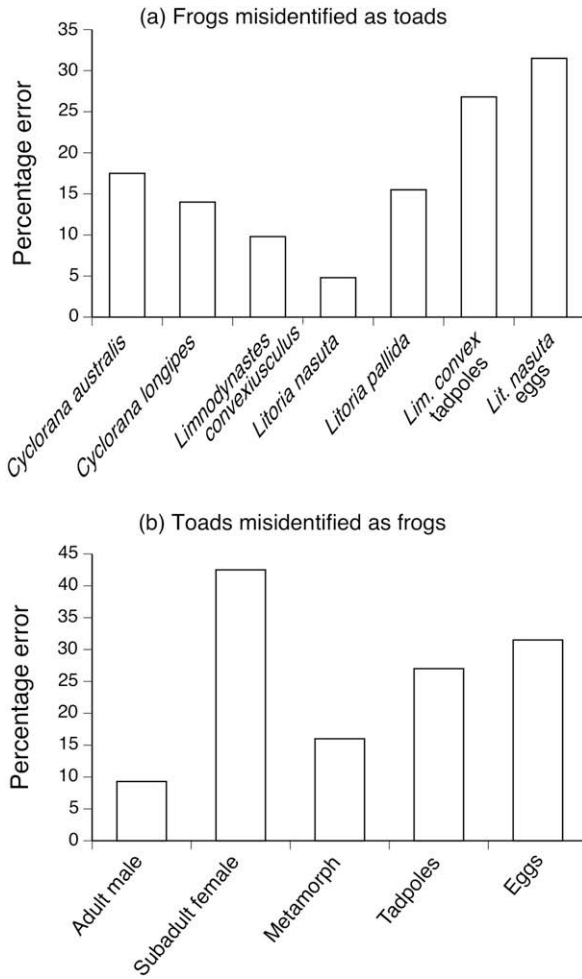 (a) Frogs misidentified as toads
Percentage error
35
30
25
20
15
10
5
0
Cyclorana australis
Cyclorana longipes
Limnodynastes
convexiusculus
Litoria nasuta
Litoria pallida
Lim. convex
tadpoles
Lit. nasuta
eggs
(b) Toads misidentified as frogs
Percentage error
45
40
35
30
25
20
15
10
5
0
Adult male
Subadult female
Metamorph
Tadpoles
Eggs